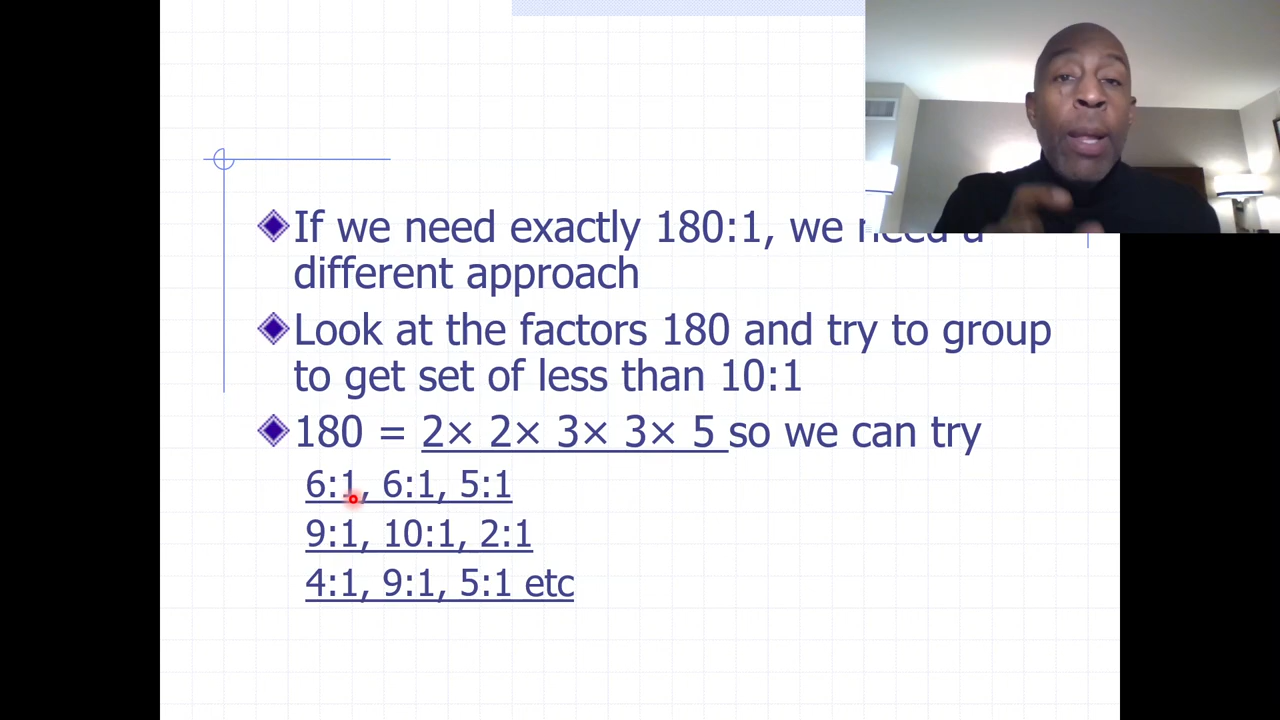 If we need exactly 180:1, we need a
different approach
Look at the factors 180 and try to group
to get set of less than 10:1
180 = 2× 2× 3× 3× 5 so we can try
6:1, 6:1, 5:1
9:1, 10:1, 2:1
4:1, 9:1, 5:1 etc